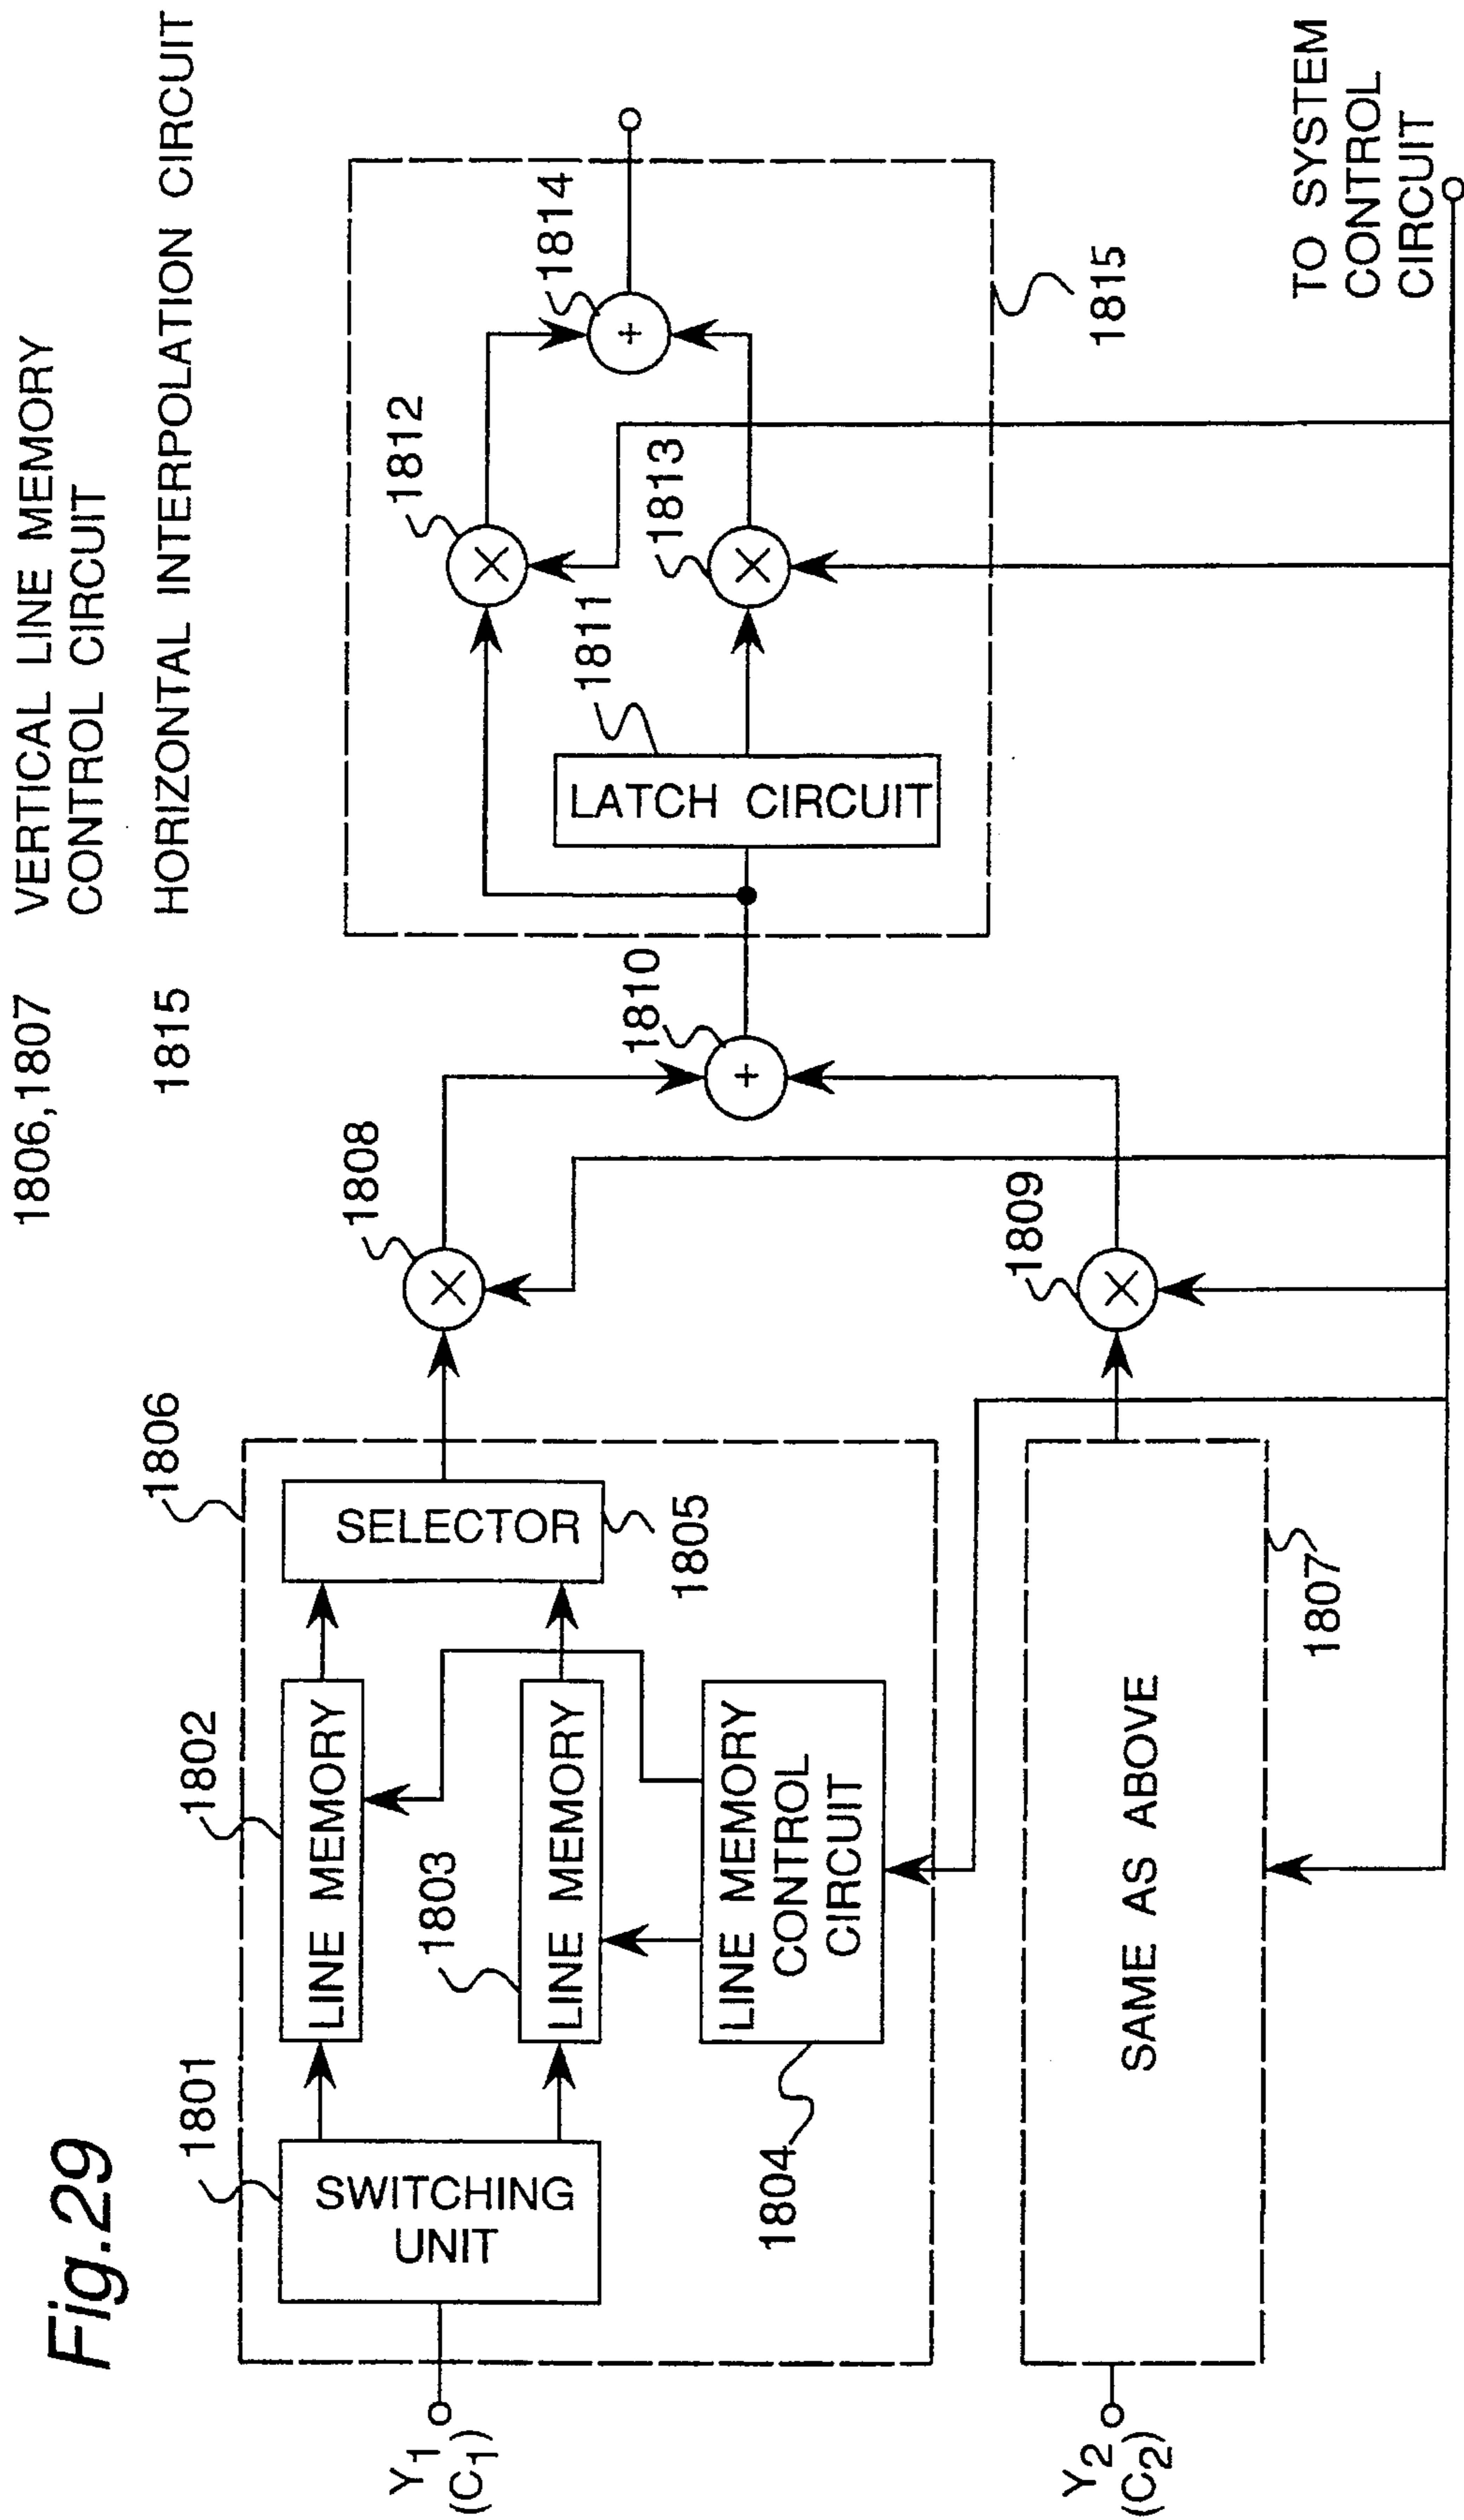 Fig.29
1806,1807 VERTICAL LINE MEMORY
CONTROL CIRCUIT
1815 HORIZONTAL INTERPOLATION CIRCUIT
1806
1801
1802
1808
1812
1814
Y1
(C1)
SWITCHING
UNIT
LINE MEMORY
SELECTOR
1803
LINE MEMORY
1805
1804
LINE MEMORY
CONTROL
CIRCUIT
1810
1811
LATCH CIRCUIT
1813
1809
1815
Y2
(C2)
SAME AS ABOVE
1807
TO SYSTEM
CONTROL
CIRCUIT